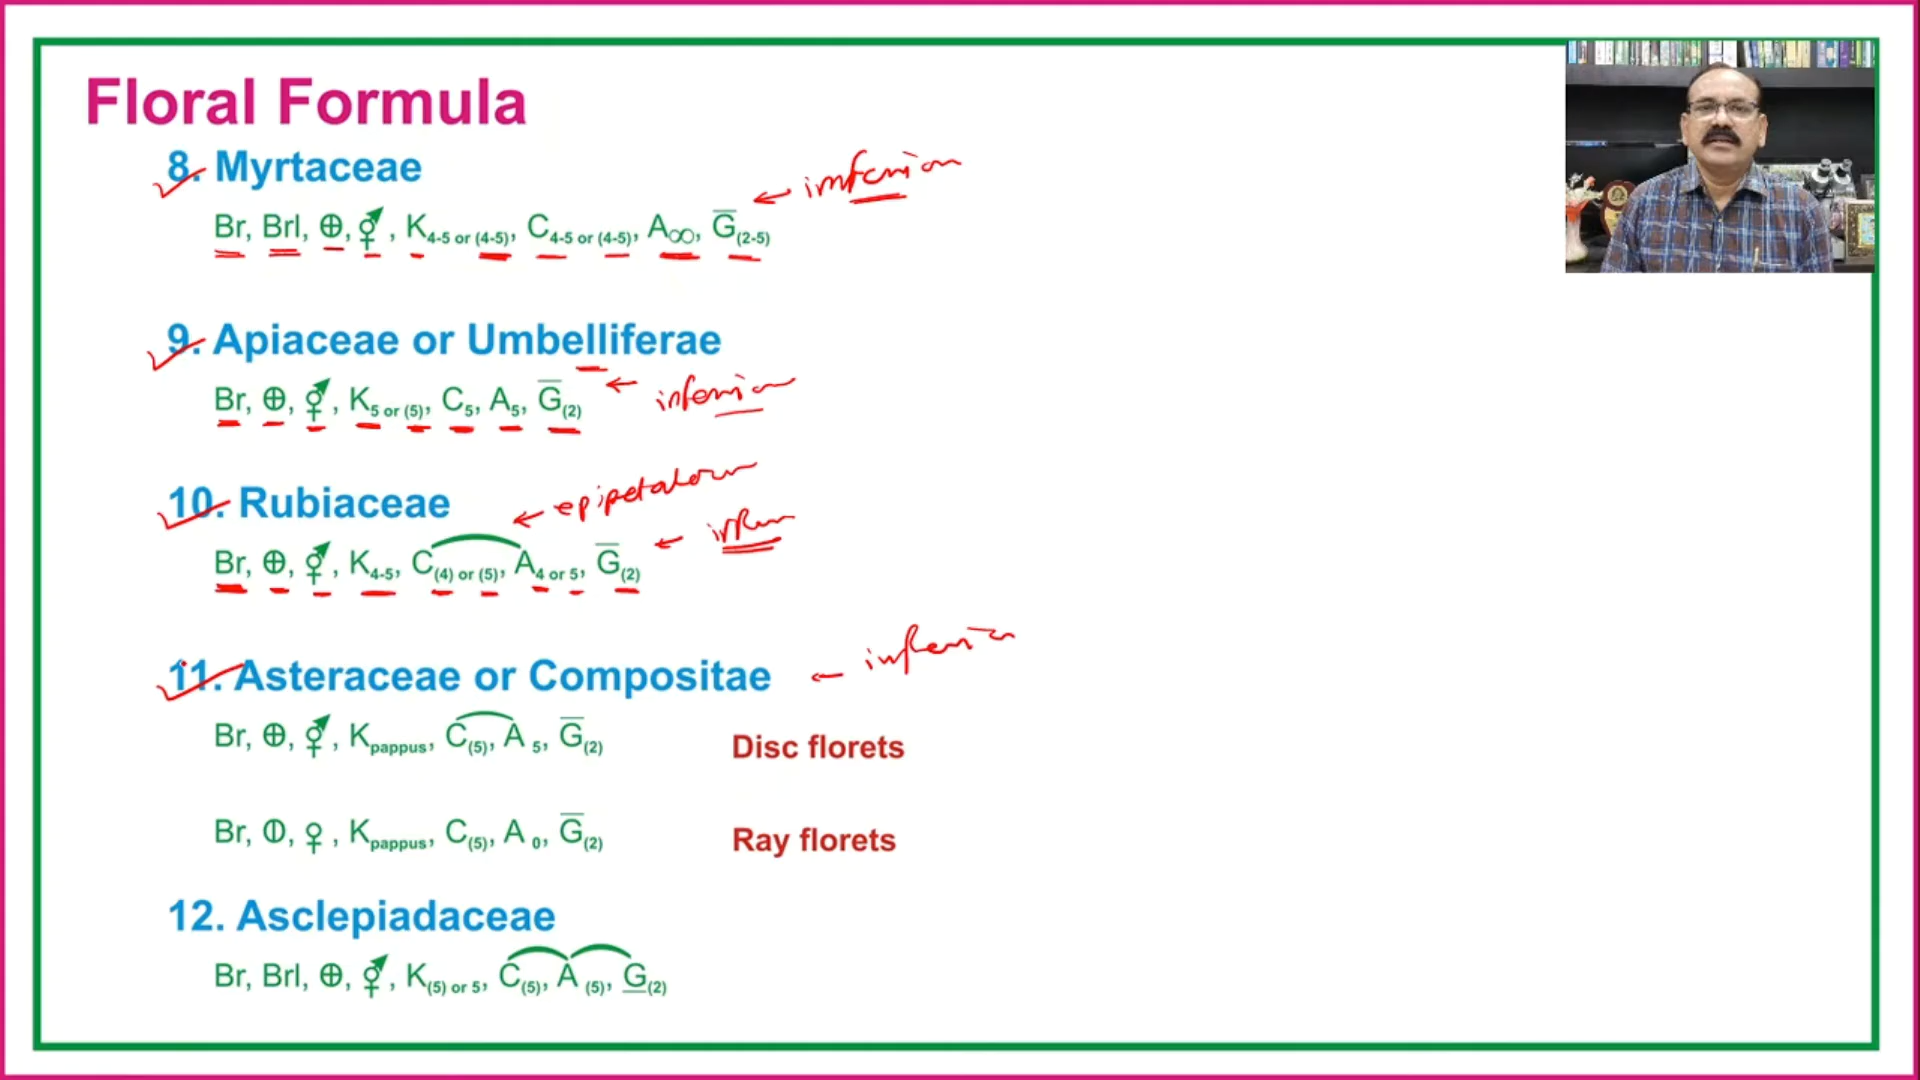 Floral Formula
8. Myrtaceae
inferior
Br, Brl, ⊕, ⚥, K4-5 or (4-5), C4-5 or (4-5), A∞, G̅(2-5)
9. Apiaceae or Umbelliferae
Br, ⊕, ⚥, K5 or (5), C5, A5, G̅(2)
inferior
10. Rubiaceae
epipetalous
Br, ⊕, ⚥, K4-5, C(4) or (5), A4 or 5, G̅(2)
11. Asteraceae or Compositae
inferior
Br, ⊕, ⚥, Kpappus, C(5), A 5, G̅(2)
Disc florets
Br, ⦶, ♀, Kpappus, C(5), A 0, G̅(2)
Ray florets
12. Asclepiadaceae
Br, Brl, ⊕, ⚥, K(5) or 5, C(5), A (5), G̲(2)